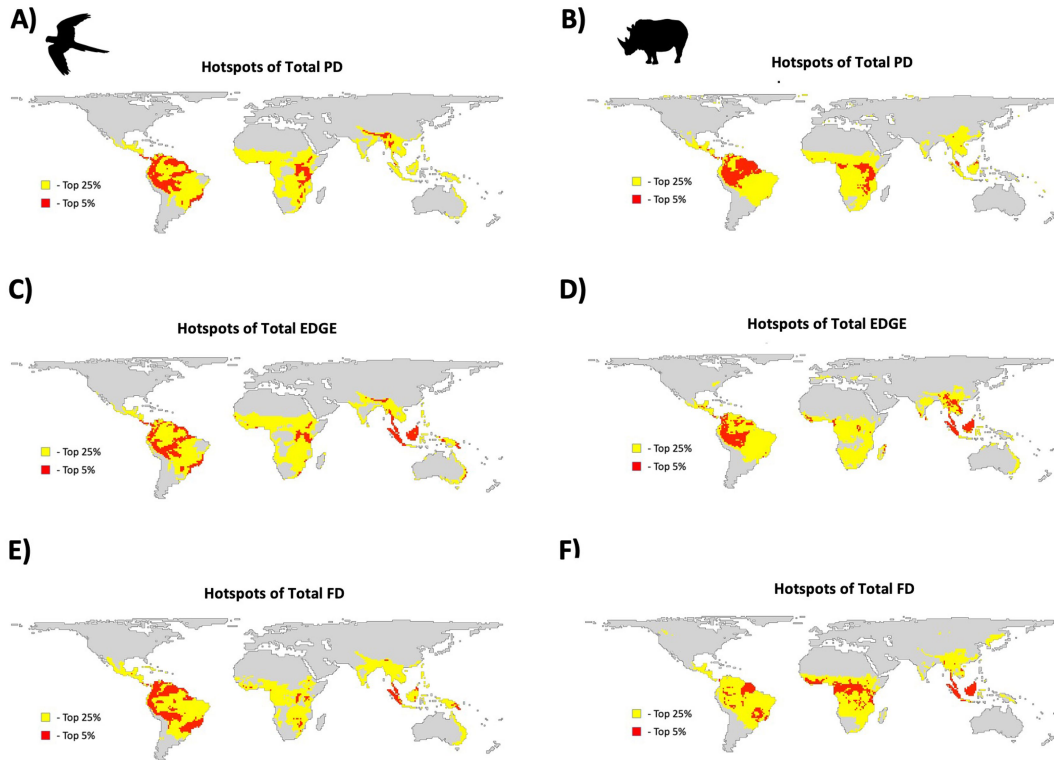 A)
B)
Hotspots of Total PD
Hotspots of Total PD
- Top 25%
- Top 5%
- Top 25%
- Top 5%
C)
D)
Hotspots of Total EDGE
Hotspots of Total EDGE
- Top 25%
- Top 5%
- Top 25%
- Top 5%
E)
F)
Hotspots of Total FD
Hotspots of Total FD
- Top 25%
- Top 5%
- Top 25%
- Top 5%